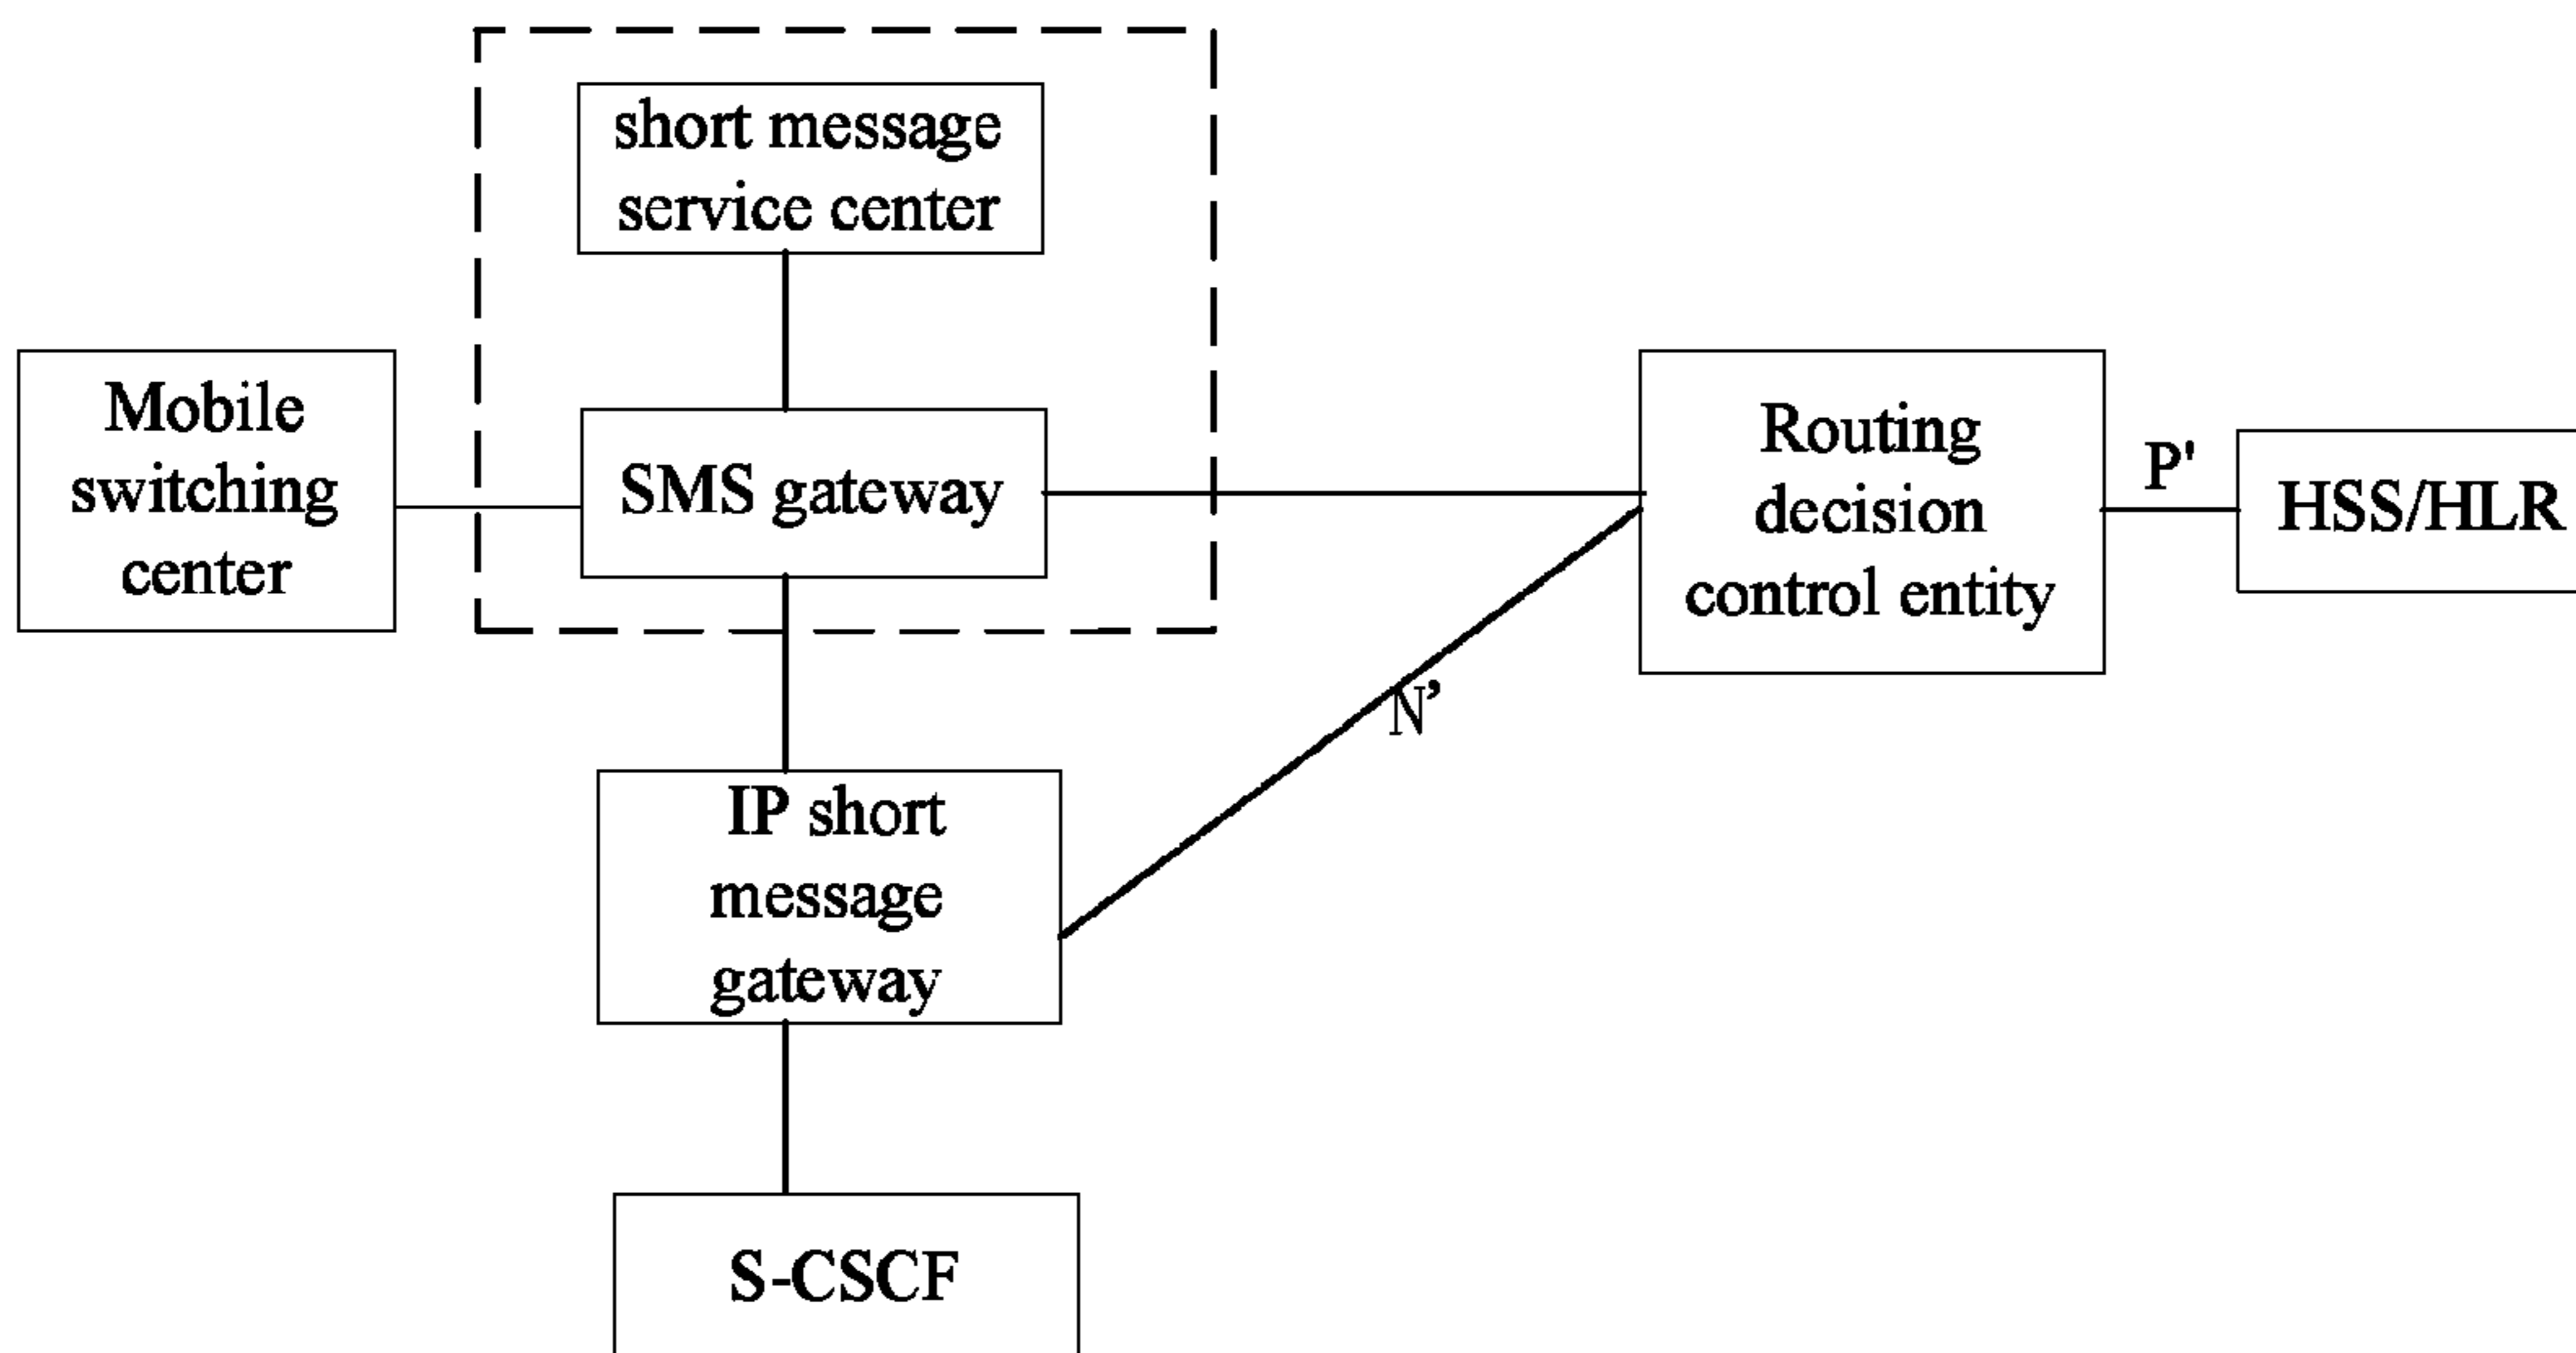 short message
service center
Mobile
switching
center
SMS gateway
Routing
decision
control entity
P'
HSS/HLR
N’
IP short
message
gateway
S-CSCF